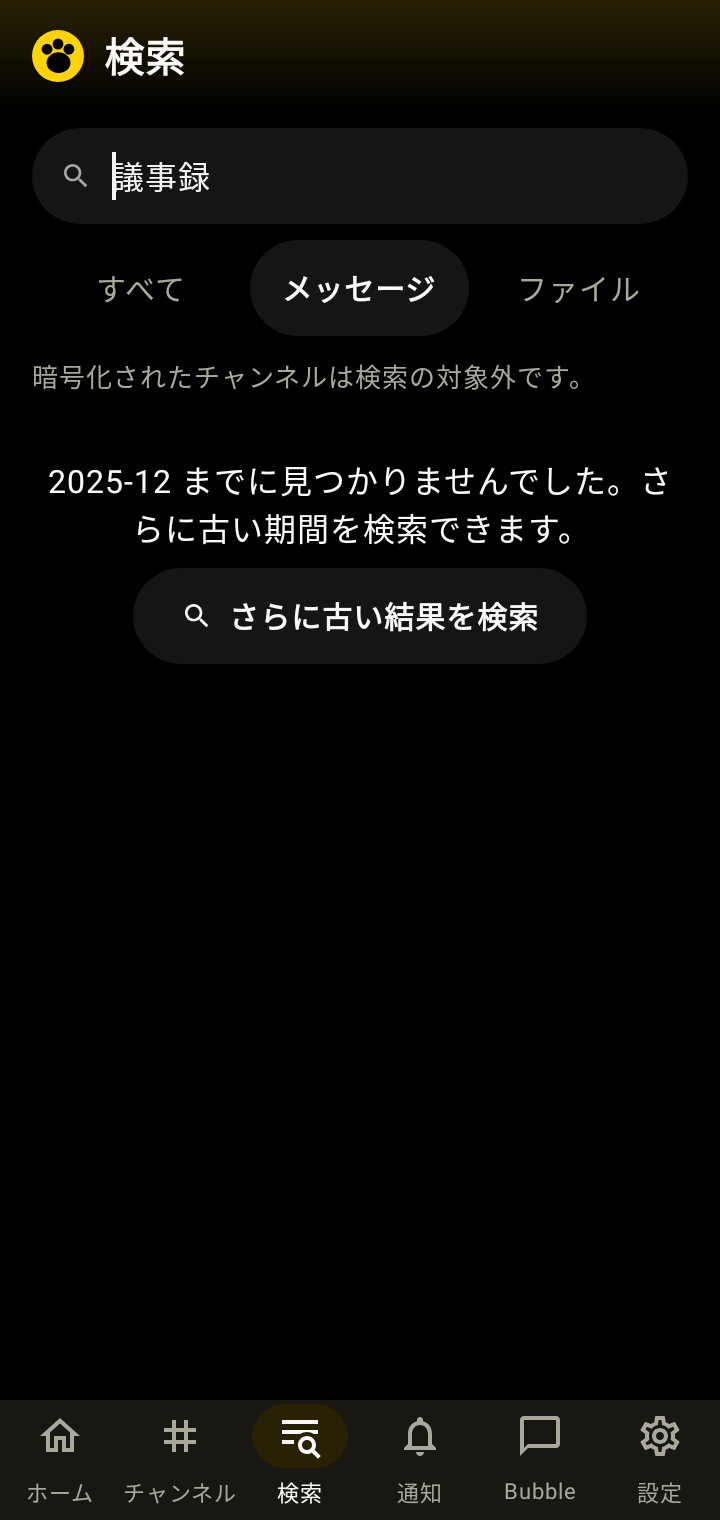 検索
議事録
すべて
メッセージ
ファイル
暗号化されたチャンネルは検索の対象外です。
2025-12 までに見つかりませんでした。さ
らに古い期間を検索できます。
さらに古い結果を検索
ホーム
チャンネル
検索
通知
Bubble
設定